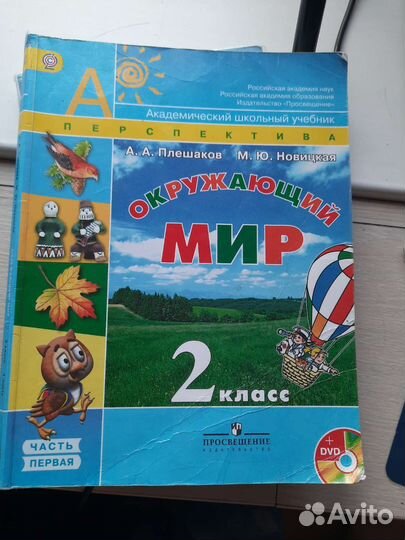 Российская академия наук
Российская академия образования
Издательство «Просвещение»
А
Академический школьный учебник
ПЕРСПЕКТИВА
А. А. Плешаков М. Ю. Новицкая
ОКРУЖАЮЩИЙ
МИР
2 класс
ЧАСТЬ
ПЕРВАЯ
ПРОСВЕЩЕНИЕ
ИЗДАТЕЛЬСТВО
+
DVD
Avito